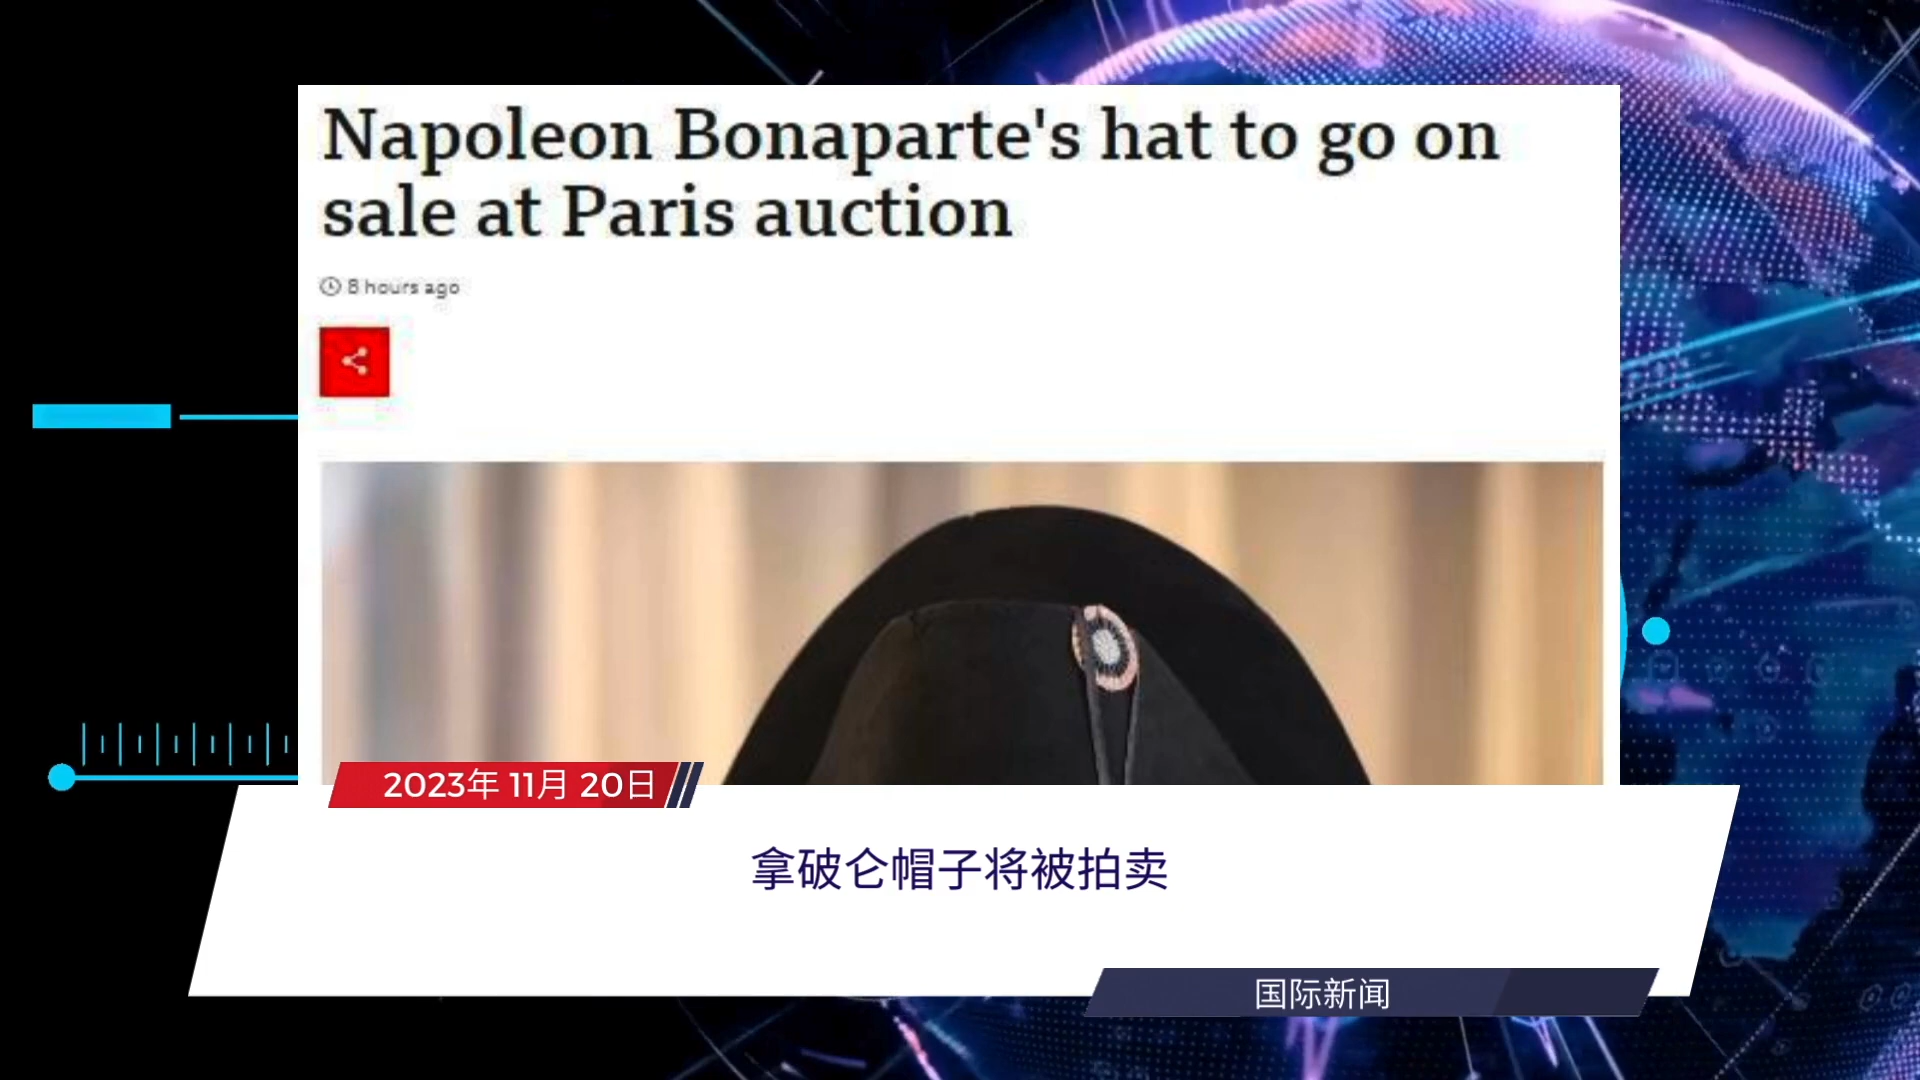 Napoleon Bonaparte's hat to go on
sale at Paris auction
8 hours ago
2023年 11月 20日
拿破仑帽子将被拍卖
国际新闻